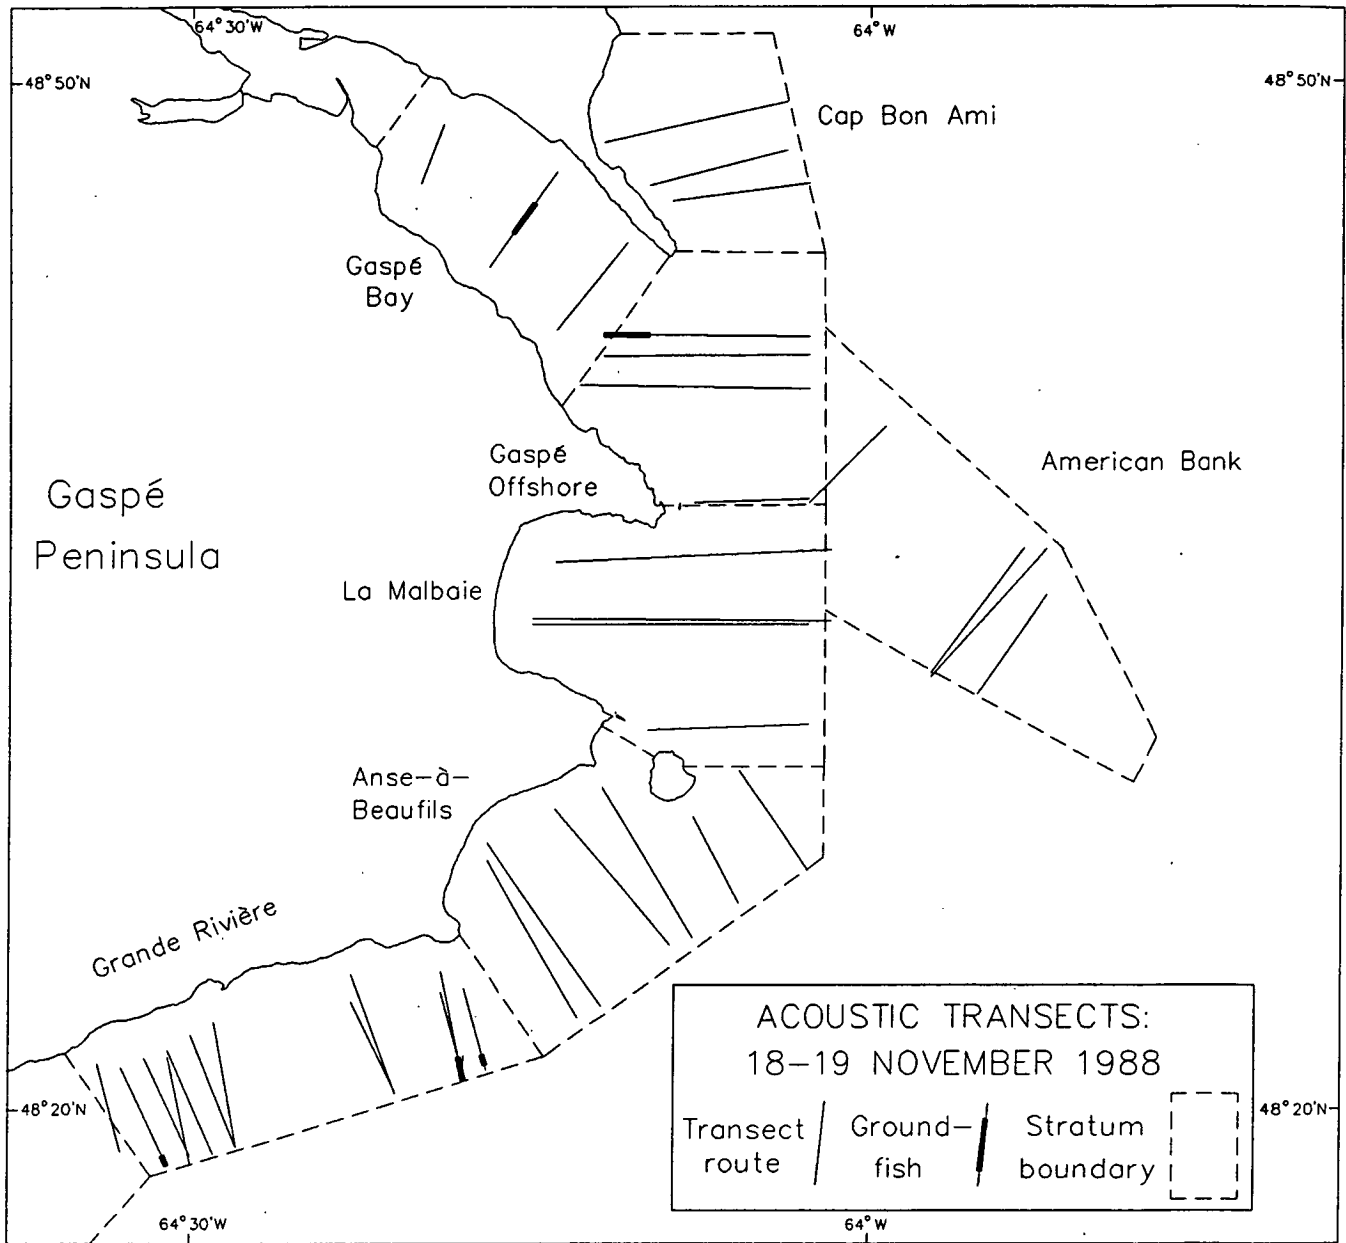 64°30'W
64°W
48°50'N
48°50'N
Cap Bon Ami
Gaspé
Bay
Gaspé
Offshore
American Bank
Gaspé
Peninsula
La Malbaie
Anse-à-
Beaufils
Grande Rivière
ACOUSTIC TRANSECTS:
18-19 NOVEMBER 1988
Transect
route
Ground-
fish
Stratum
boundary
48°20'N
48°20'N
64°30'W
64°W